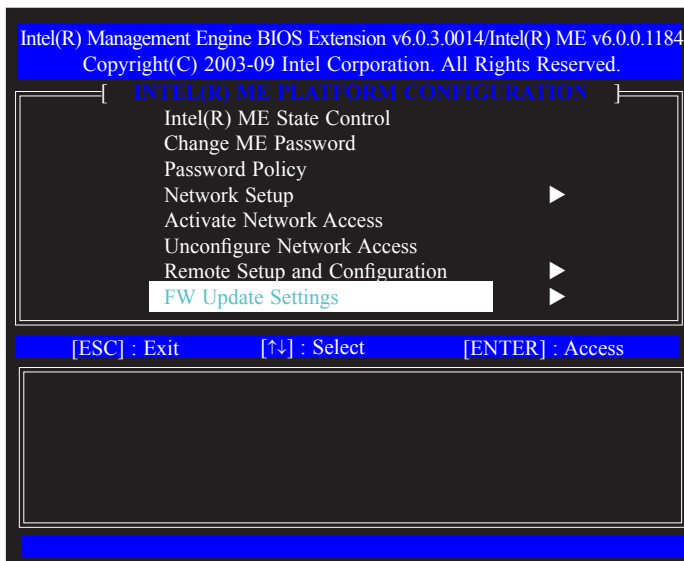 Intel(R) Management Engine BIOS Extension v6.0.3.0014/Intel(R) ME v6.0.0.1184
Copyright(C) 2003-09 Intel Corporation. All Rights Reserved.
[ INTEL(R) ME PLATFORM CONFIGURATION ]
Intel(R) ME State Control
Change ME Password
Password Policy
Network Setup ▶
Activate Network Access
Unconfigure Network Access
Remote Setup and Configuration ▶
FW Update Settings ▶
[ESC] : Exit [↑↓] : Select [ENTER] : Access